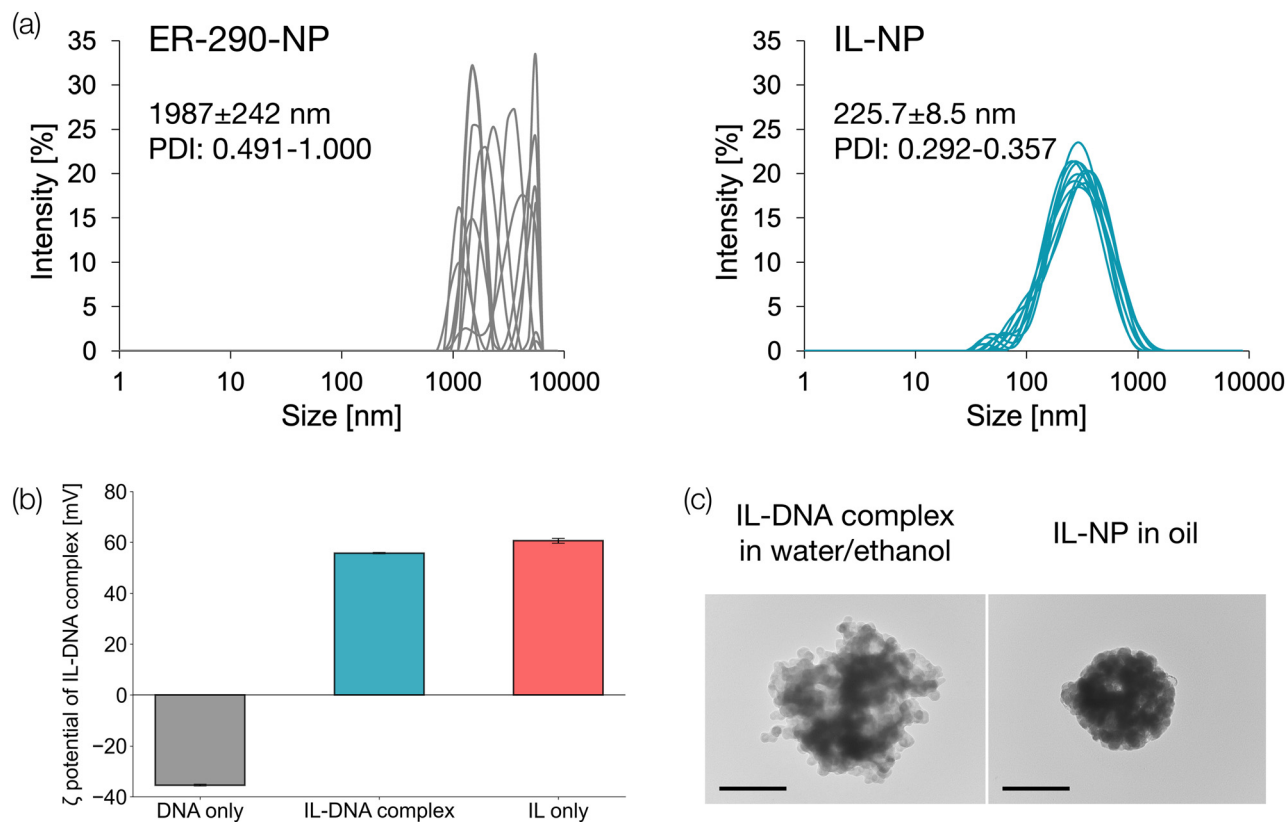 (a)
ER-290-NP
1987±242 nm
PDI: 0.491-1.000
Intensity [%]
35
30
25
20
15
10
5
0
1 10 100 1000 10000
Size [nm]
IL-NP
225.7±8.5 nm
PDI: 0.292-0.357
Intensity [%]
35
30
25
20
15
10
5
0
1 10 100 1000 10000
Size [nm]
(b)
ζ potential of IL-DNA complex [mV]
80
60
40
20
0
−20
−40
DNA only IL-DNA complex IL only
(c)
IL-DNA complex
in water/ethanol
IL-NP in oil